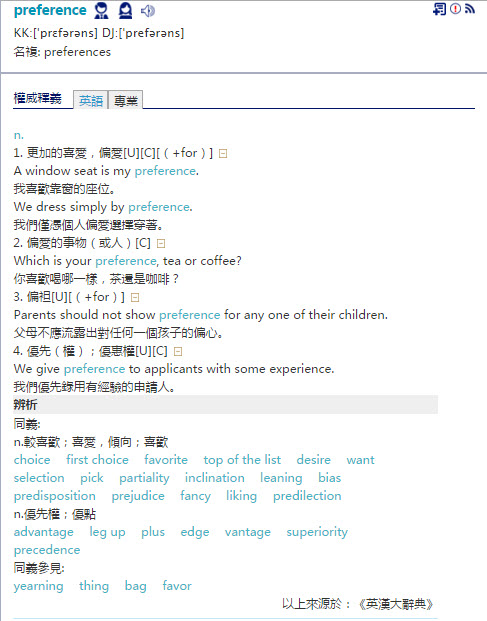 preference
KK:[ˈprɛfərəns] DJ:[ˈprefərəns]
名複: preferences
權威釋義 英語 專業
n.
1. 更加的喜愛，偏愛[U][C][（+for）]
A window seat is my preference.
我喜歡靠窗的座位。
We dress simply by preference.
我們僅憑個人偏愛選擇穿著。
2. 偏愛的事物（或人）[C]
Which is your preference, tea or coffee?
你喜歡喝哪一樣，茶還是咖啡？
3. 偏袒[U][（+for）]
Parents should not show preference for any one of their children.
父母不應流露出對任何一個孩子的偏心。
4. 優先（權）；優惠權[U][C]
We give preference to applicants with some experience.
我們優先錄用有經驗的申請人。
辨析
同義:
n.較喜歡；喜愛，傾向；喜歡
choice first choice favorite top of the list desire want
selection pick partiality inclination leaning bias
predisposition prejudice fancy liking predilection
n.優先權；優點
advantage leg up plus edge vantage superiority
precedence
同義參見:
yearning thing bag favor
以上來源於：《英漢大辭典》